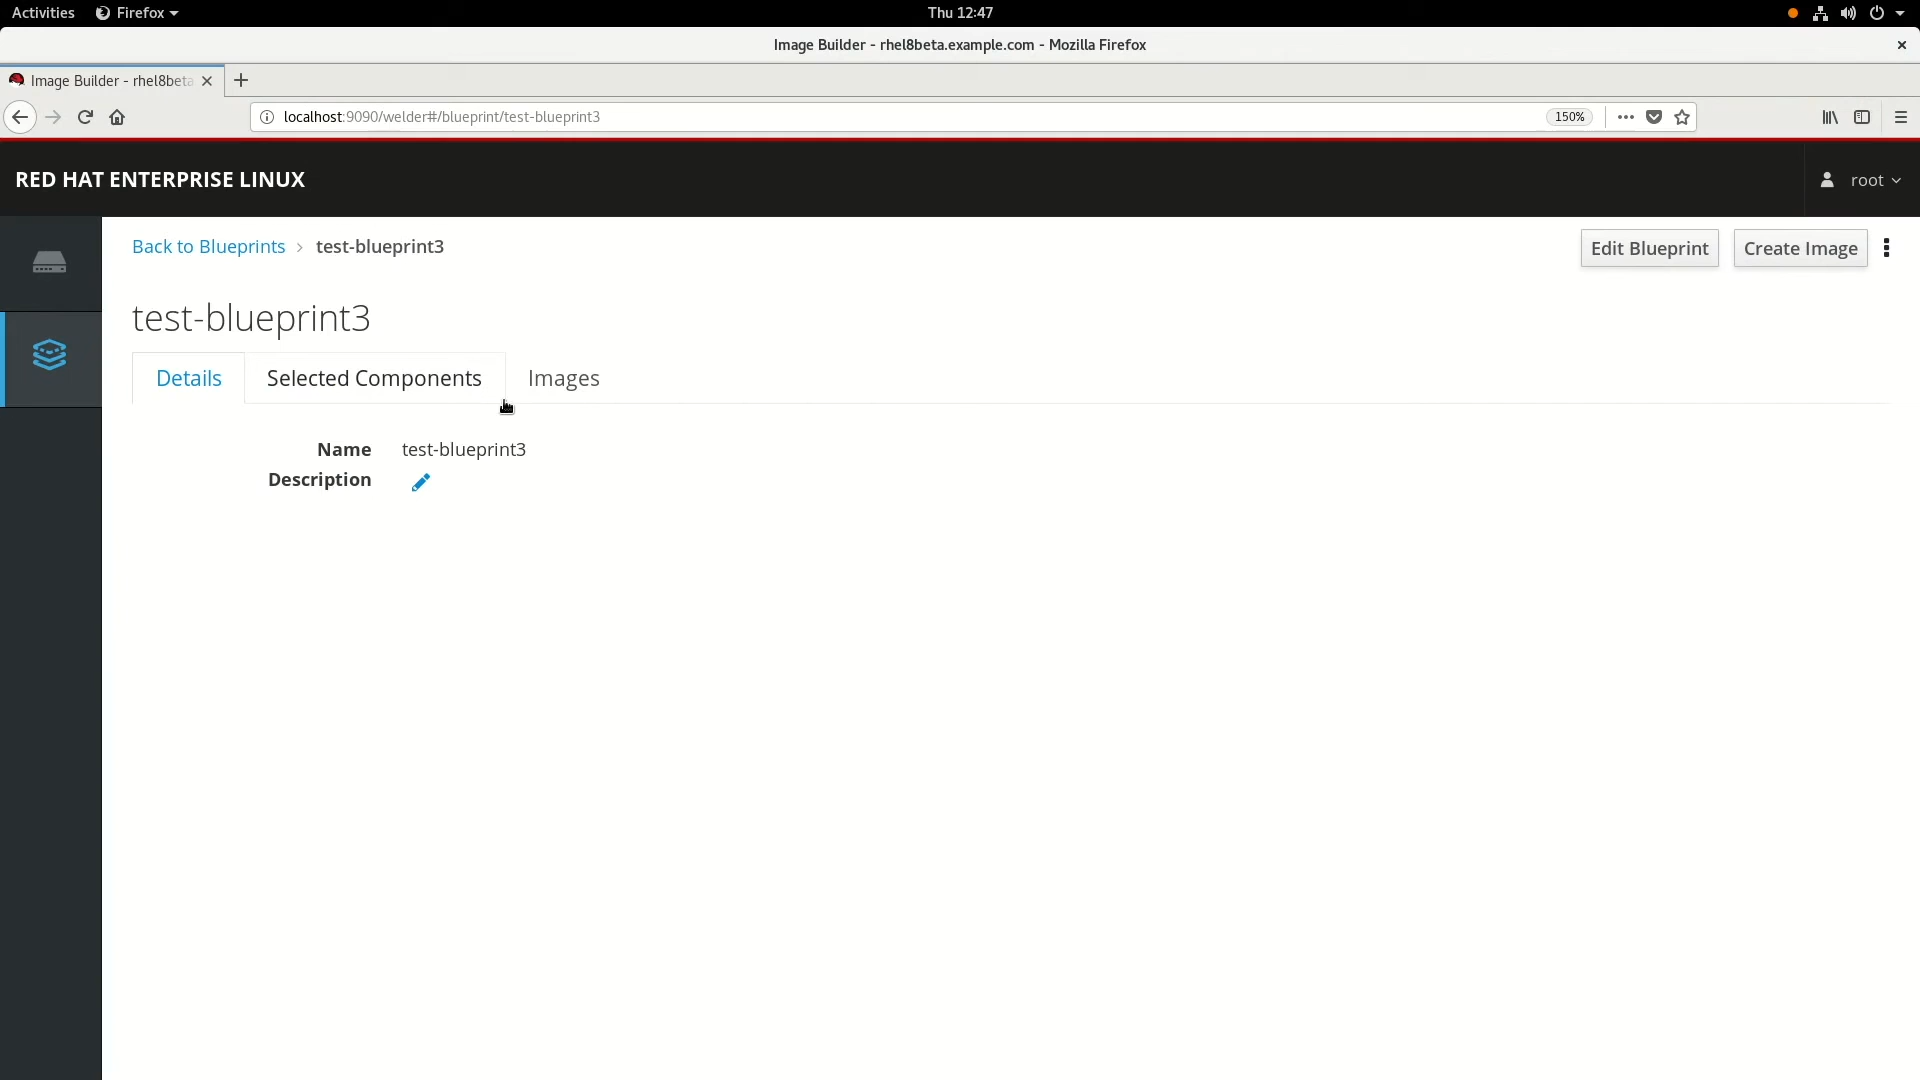 Activities Firefox Thu 12:47
Image Builder - rhel8beta.example.com - Mozilla Firefox
Image Builder - rhel8beta
localhost:9090/welder#/blueprint/test-blueprint3 150%
RED HAT ENTERPRISE LINUX root
Back to Blueprints > test-blueprint3 Edit Blueprint Create Image
test-blueprint3
Details Selected Components Images
Name test-blueprint3
Description